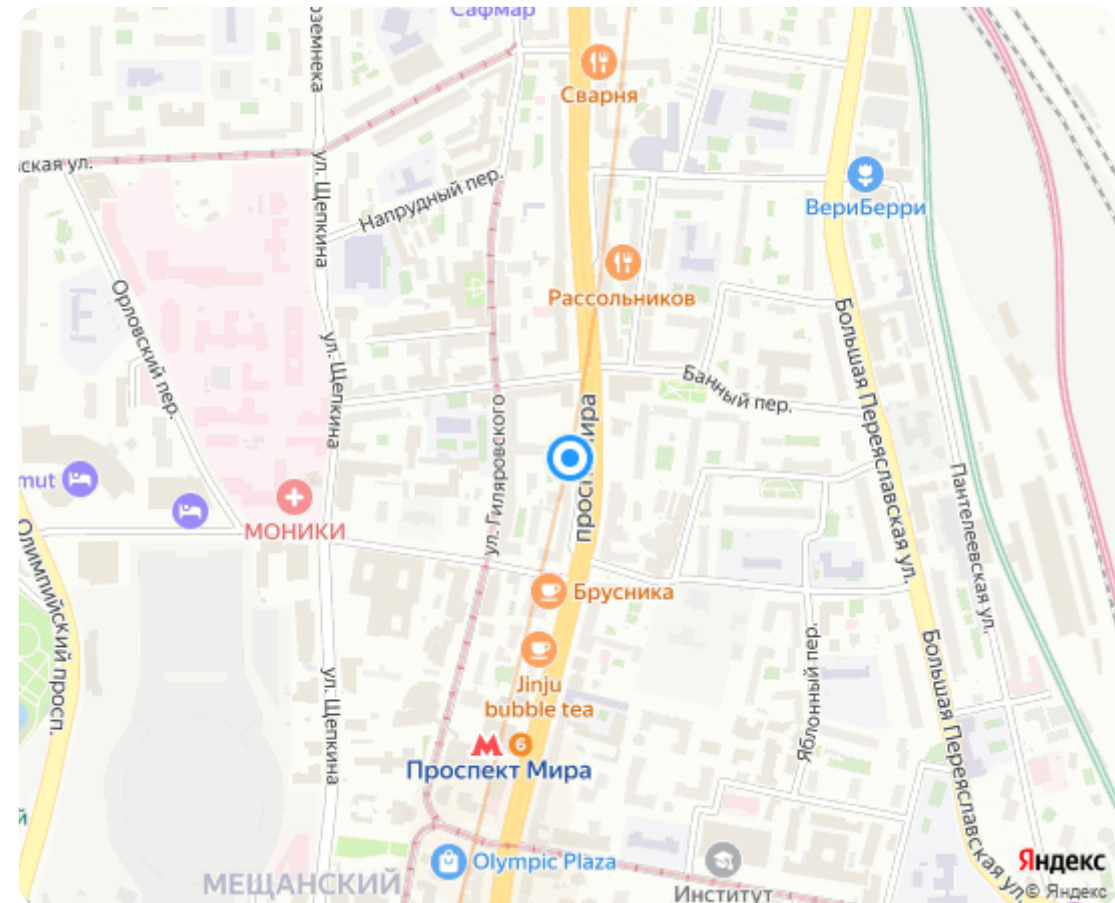 Сафмар
оземнека
Сварня
ская ул.
ул. Щепкина
Напрудный пер.
ВериБерри
Рассольников
Орловский пер.
ул. Щепкина
Большая Переяславская ул.
Банный пер.
ул. Гиляровского
mut
МОНИКИ
Пантелеевская ул.
Олимпийский просп.
Брусника
Jinju
bubble tea
ул. Щепкина
Яблонный пер.
Большая Переяславская ул.
6
Проспект Мира
й
Olympic Plaza
МЕЩАНСКИЙ
Институт
Яндекс
© Яндекс